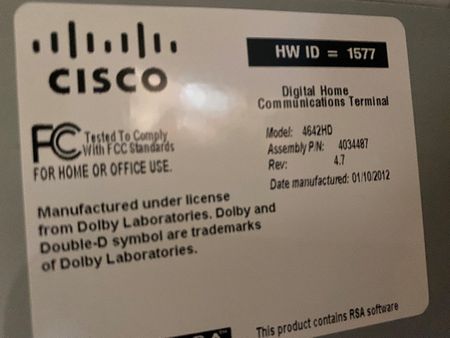 CISCO
HW ID = 1577
Digital Home
Communications Terminal
FC Tested To Comply
With FCC Standards
FOR HOME OR OFFICE USE.
Model: 4642HD
Assembly P/N: 4034487
Rev: 4.7
Date manufactured: 01/10/2012
Manufactured under license
from Dolby Laboratories. Dolby and
Double-D symbol are trademarks
of Dolby Laboratories.
This product contains RSA software